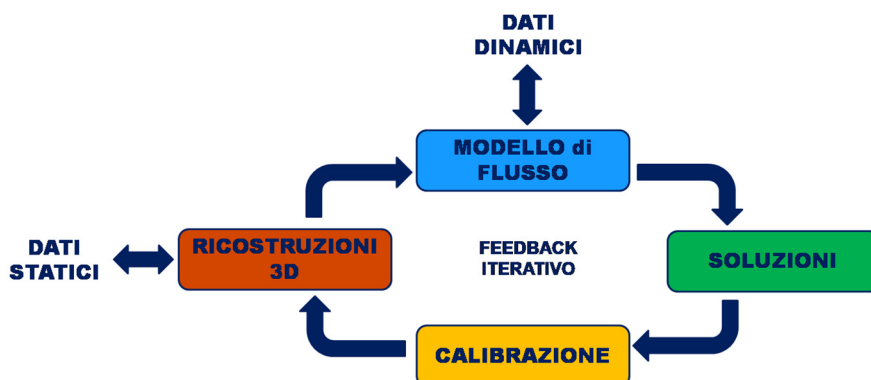 DATI
DINAMICI
MODELLO di
FLUSSO
DATI
STATICI
RICOSTRUZIONI
3D
FEEDBACK
ITERATIVO
SOLUZIONI
CALIBRAZIONE